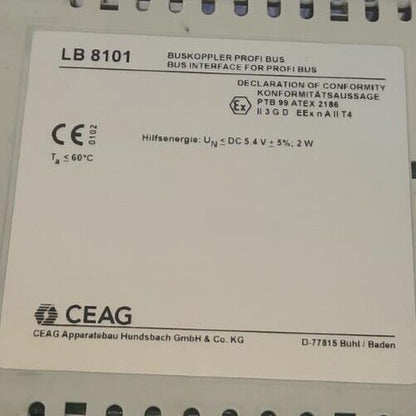 LB 8101
BUSKOPPLER PROFI BUS
BUS INTERFACE FOR PROFI BUS
DECLARATION OF CONFORMITY
KONFORMITÄTSAUSSAGE
Ex PTB 99 ATEX 2186
II 3 G D EEx n A II T4
CE 0102
Hilfsenergie: UN ≤ DC 5.4 V ± 5%; 2 W
Ta ≤ 60°C
CEAG
CEAG Apparatebau Hundsbach GmbH & Co. KG
D-77815 Buhl / Baden